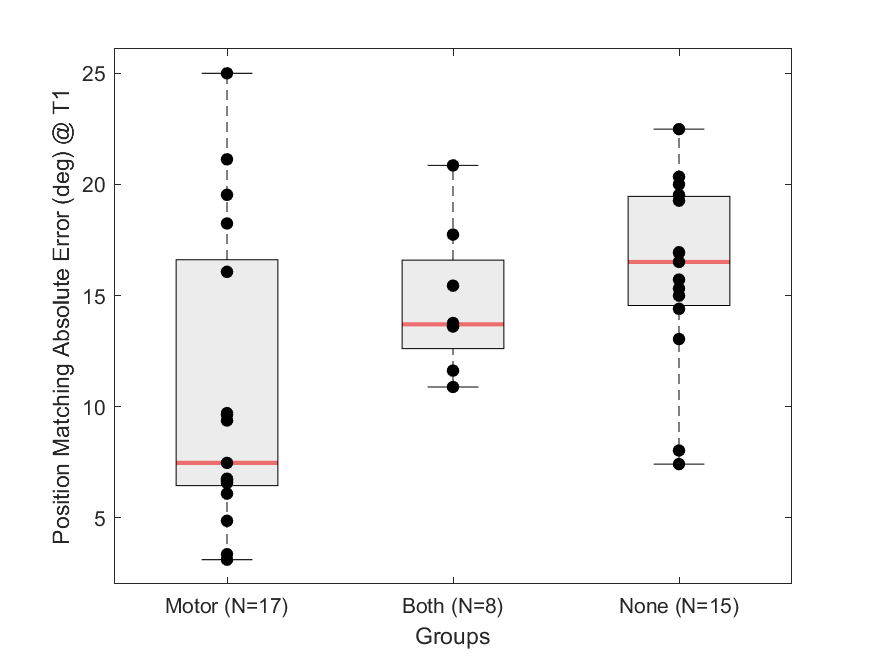 Position Matching Absolute Error (deg) @ T1
25
20
15
10
5
Motor (N=17)
Both (N=8)
None (N=15)
Groups